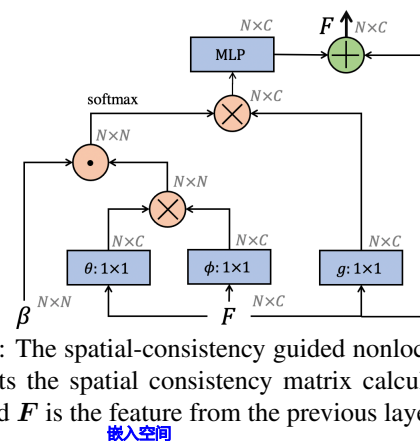 F N×C
N×C
MLP
N×C
softmax
N×N
N×N
N×C N×C N×C
θ: 1×1 ϕ: 1×1 g: 1×1
β N×N F N×C
: The spatial-consistency guided nonloc
ts the spatial consistency matrix calcul
d F is the feature from the previous laye
嵌入空间